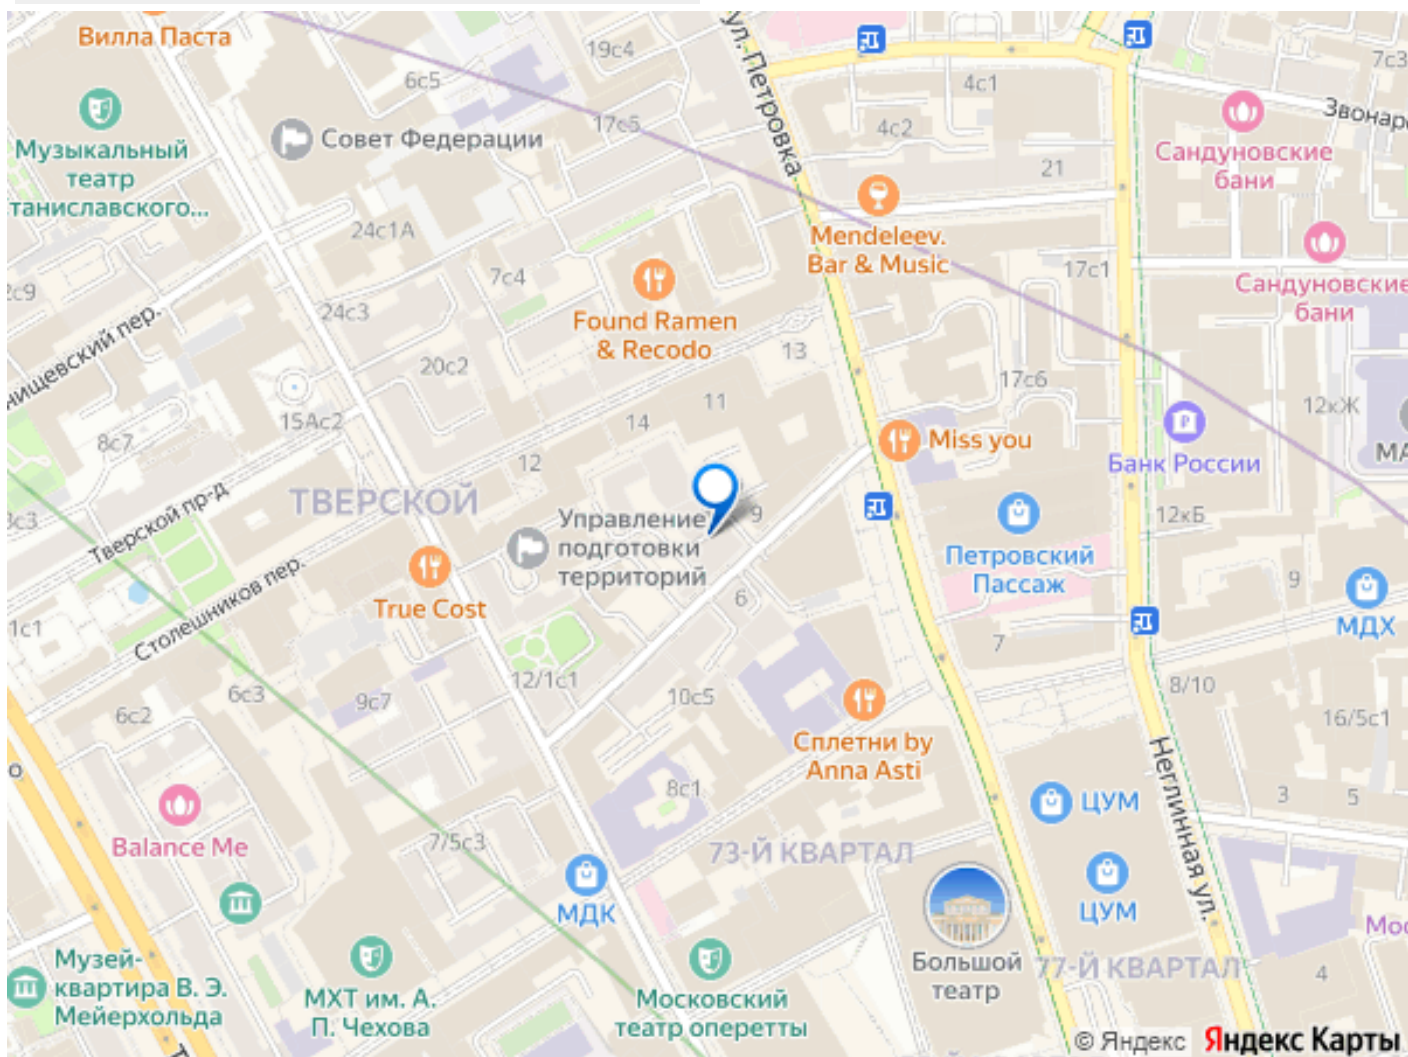 Вилла Паста
19с4
ул. Петровка
7с3
6с5
4с1
Музыкальный
театр
таниславского...
Совет Федерации
17с5
4с2
Звонар
Сандуновские
бани
21
24с1А
Mendeleev.
Bar & Music
7с4
17с1
Сандуновские
бани
2с9
24с3
Found Ramen
& Recodo
13
нищевский пер.
20с2
17с6
12кЖ
15Ас2
11
14
8с7
Miss you
МА
12
Банк России
ТВЕРСКОЙ
3с3
Тверской пр-д
Управление
подготовки
территорий
9
12кБ
Петровский
Пассаж
9
Столешников пер.
True Cost
6
МДХ
1с1
7
12/1с1
8/10
6с3
9с7
10с5
6с2
16/5с1
Сплетни by
Anna Asti
о
8с1
ЦУМ
3
5
Неглинная ул.
Balance Me
7/5с3
73-Й КВАРТАЛ
МДК
ЦУМ
Мос
Музей-
квартира В. Э.
Мейерхольда
МХТ им. А.
П. Чехова
Московский
театр оперетты
Большой
театр
77-Й КВАРТАЛ
4
Т
© Яндекс
Яндекс Карты